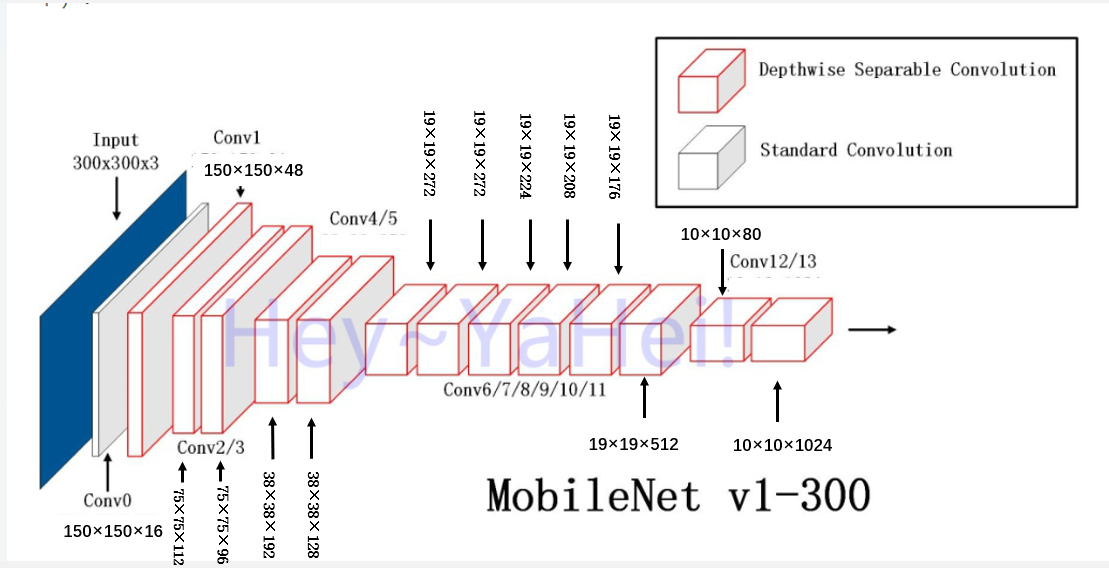 Depthwise Separable Convolution
Standard Convolution
Input
300x300x3
Conv1
150×150×48
Conv4/5
19×19×272
19×19×272
19×19×224
19×19×208
19×19×176
10×10×80
Conv12/13
Hey~YaHei!
Conv6/7/8/9/10/11
Conv2/3
19×19×512
10×10×1024
Conv0
150×150×16
75×75×112
75×75×96
38×38×192
38×38×128
MobileNet v1-300